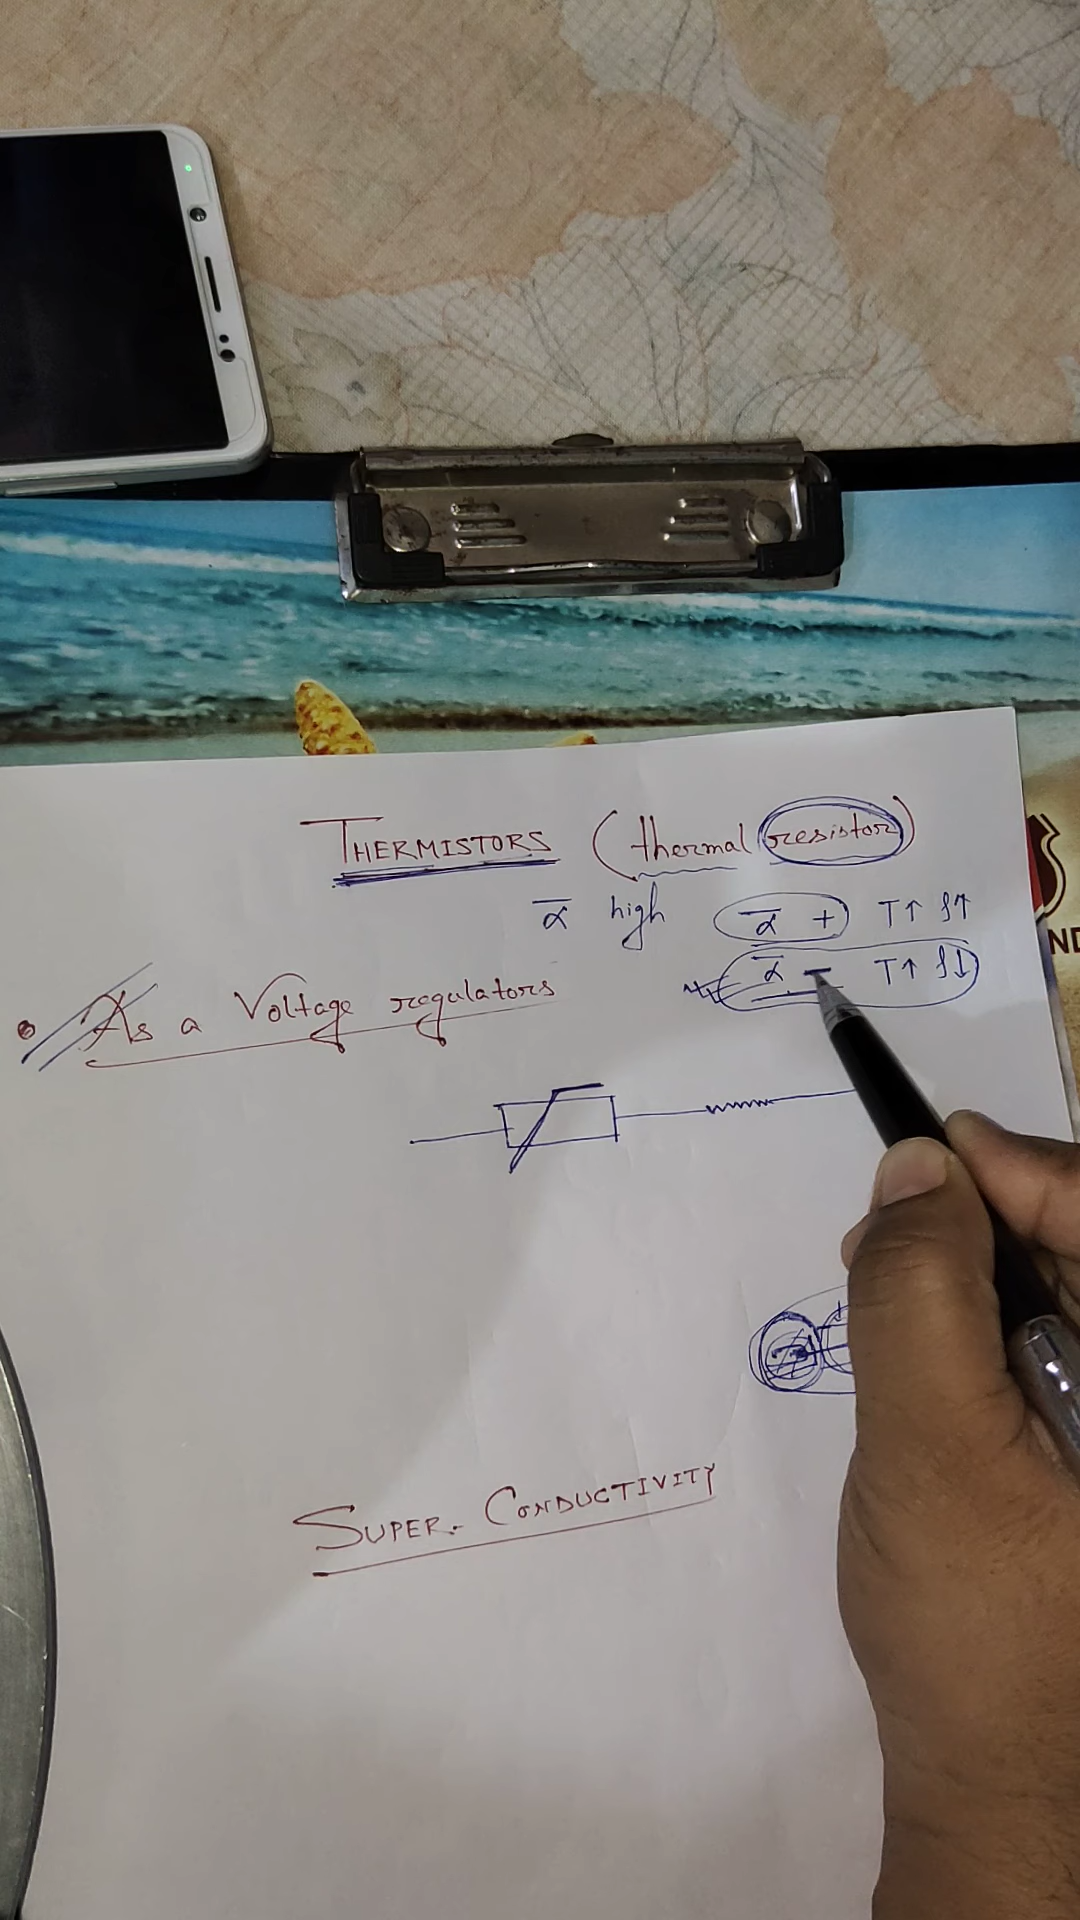 THERMISTORS (thermal resistor)
ᾱ high
ᾱ + T↑ ρ↑
ᾱ - T↑ ρ↓
• As a Voltage regulators
SUPER-CONDUCTIVITY